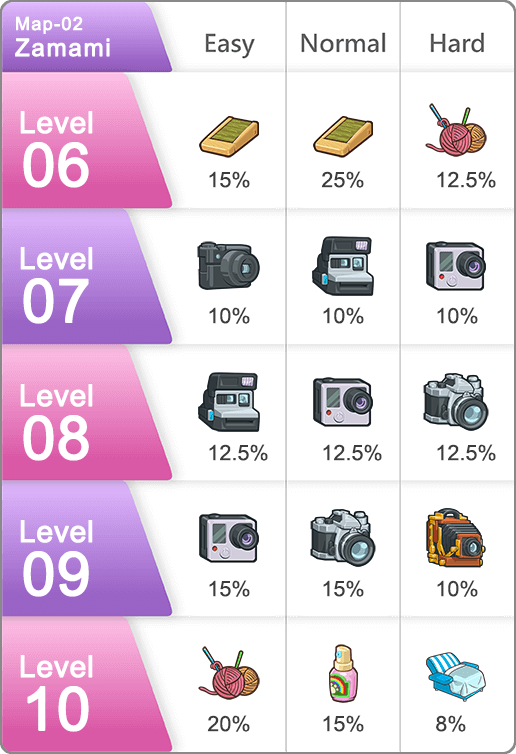 Map-02
Zamami
Easy Normal Hard
Level
06
15% 25% 12.5%
Level
07
10% 10% 10%
Level
08
12.5% 12.5% 12.5%
Level
09
15% 15% 10%
Level
10
20% 15% 8%